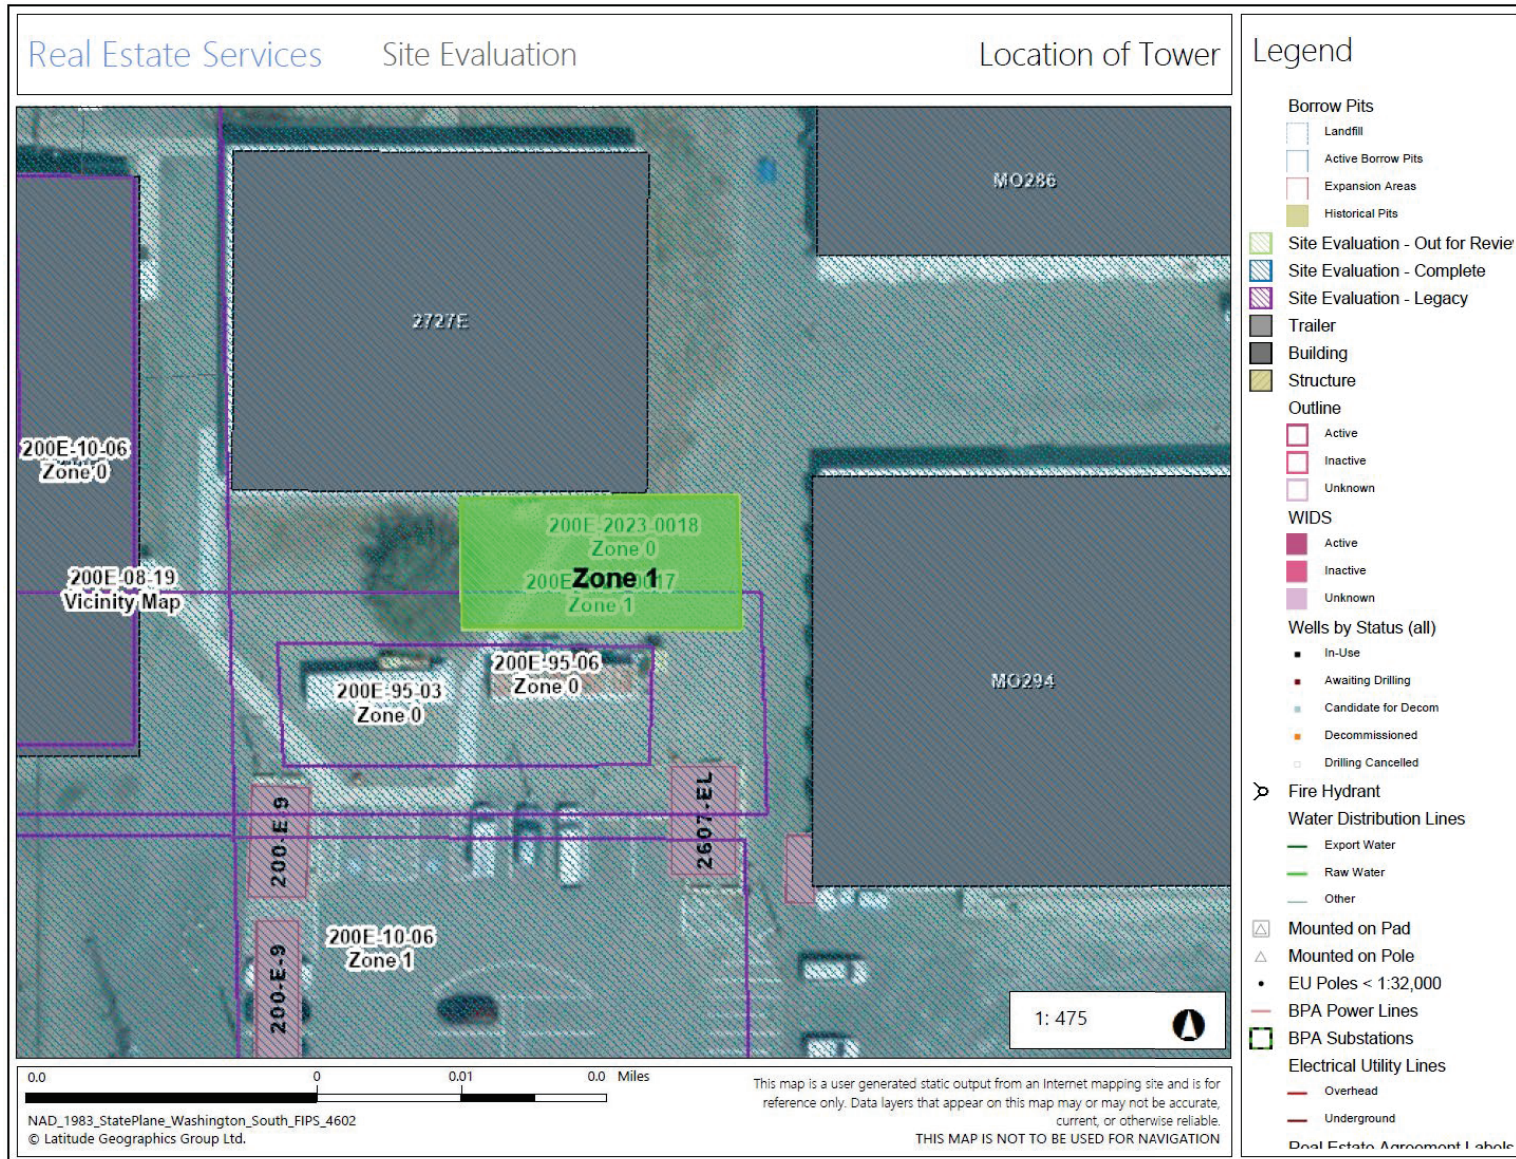 Real Estate Services
Site Evaluation
Location of Tower
MO286
2727E
200E-10-06
Zone 0
200E-2023-0018
Zone 0
Zone 1
Zone 1
200E-08-19
Vicinity Map
200E-95-06
Zone 0
200E-95-03
Zone 0
MO294
200-E-9
2607-EL
200-E-9
200E-10-06
Zone 1
1: 475
0.0
0
0.01
0.0 Miles
NAD_1983_StatePlane_Washington_South_FIPS_4602
© Latitude Geographics Group Ltd.
This map is a user generated static output from an Internet mapping site and is for
reference only. Data layers that appear on this map may or may not be accurate,
current, or otherwise reliable.
THIS MAP IS NOT TO BE USED FOR NAVIGATION
Legend
Borrow Pits
Landfill
Active Borrow Pits
Expansion Areas
Historical Pits
Site Evaluation - Out for Review
Site Evaluation - Complete
Site Evaluation - Legacy
Trailer
Building
Structure
Outline
Active
Inactive
Unknown
WIDS
Active
Inactive
Unknown
Wells by Status (all)
In-Use
Awaiting Drilling
Candidate for Decom
Decommissioned
Drilling Cancelled
Fire Hydrant
Water Distribution Lines
Export Water
Raw Water
Other
Mounted on Pad
Mounted on Pole
EU Poles < 1:32,000
BPA Power Lines
BPA Substations
Electrical Utility Lines
Overhead
Underground
Real Estate Agreement Labels